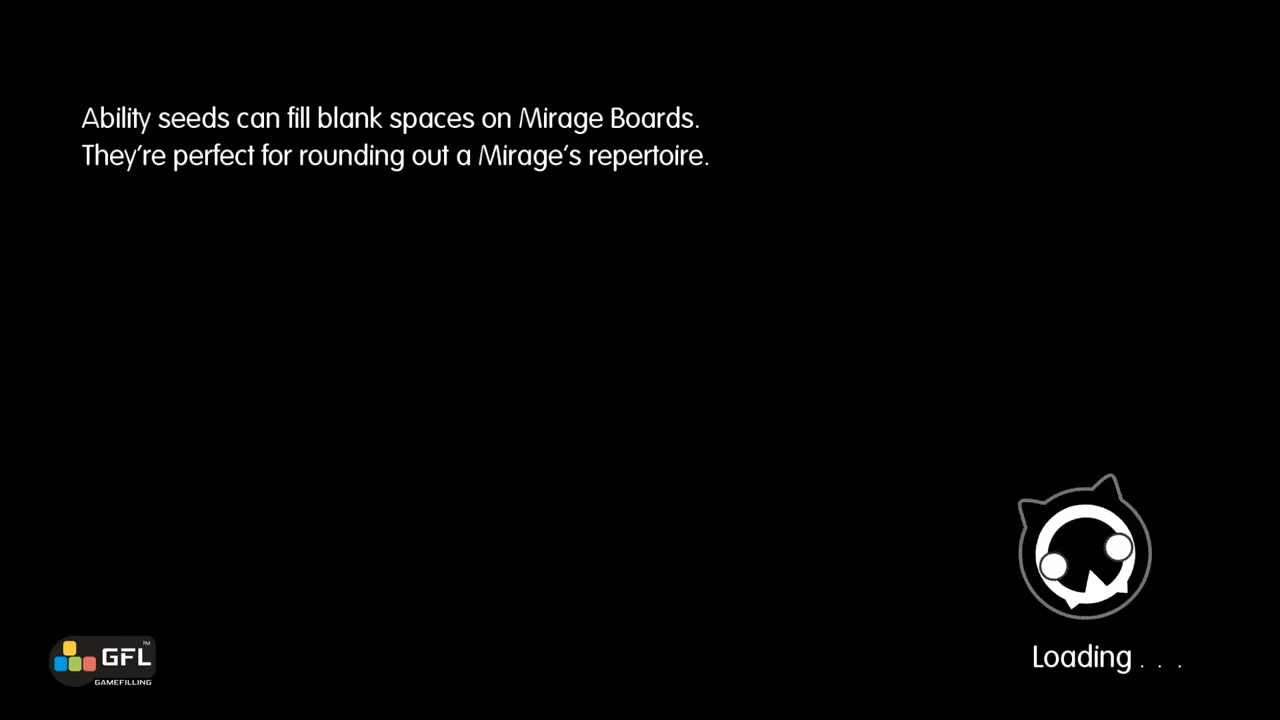 Ability seeds can fill blank spaces on Mirage Boards.
They're perfect for rounding out a Mirage's repertoire.
Loading . . .
GFL™
GAMEFILLING